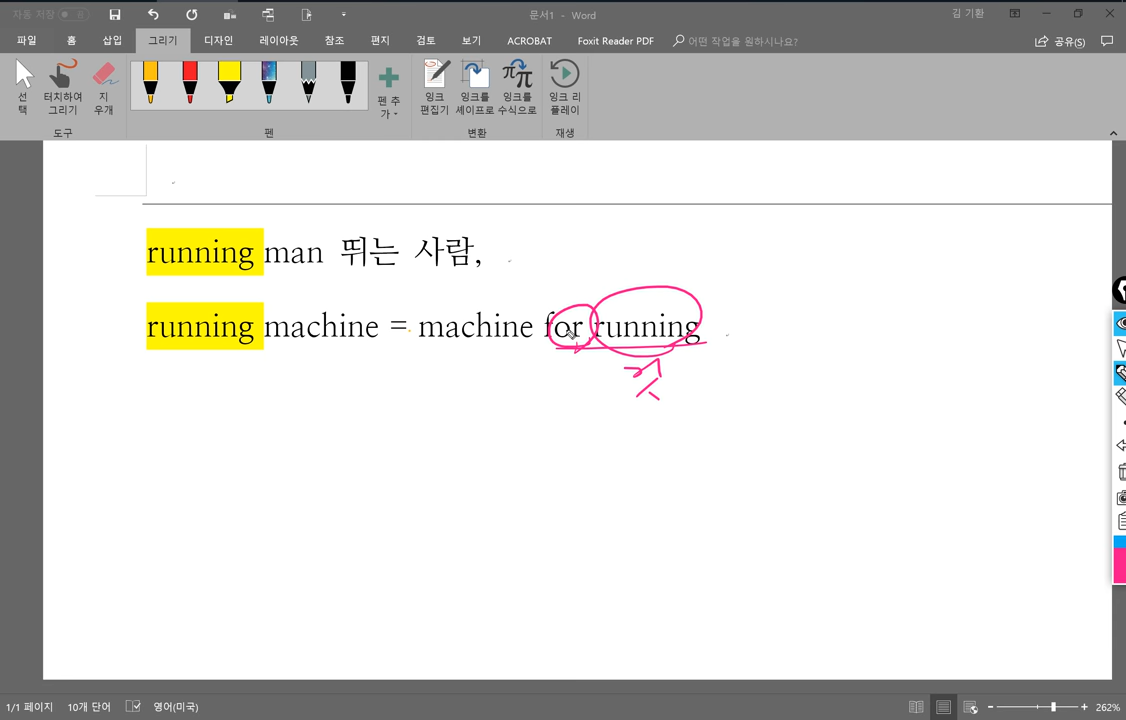 자동 저장 문서1 - Word 김 기환
파일 홈 삽입 그리기 디자인 레이아웃 참조 편지 검토 보기 ACROBAT Foxit Reader PDF 어떤 작업을 원하시나요? 공유(S)
선택 터치하여 그리기 지우개 펜 추가 잉크 편집기 잉크를 셰이프로 잉크를 수식으로 잉크 리플레이
도구 펜 변환 재생
running man 뛰는 사람,
running machine = machine for running
것
1/1 페이지 10개 단어 영어(미국) 262%